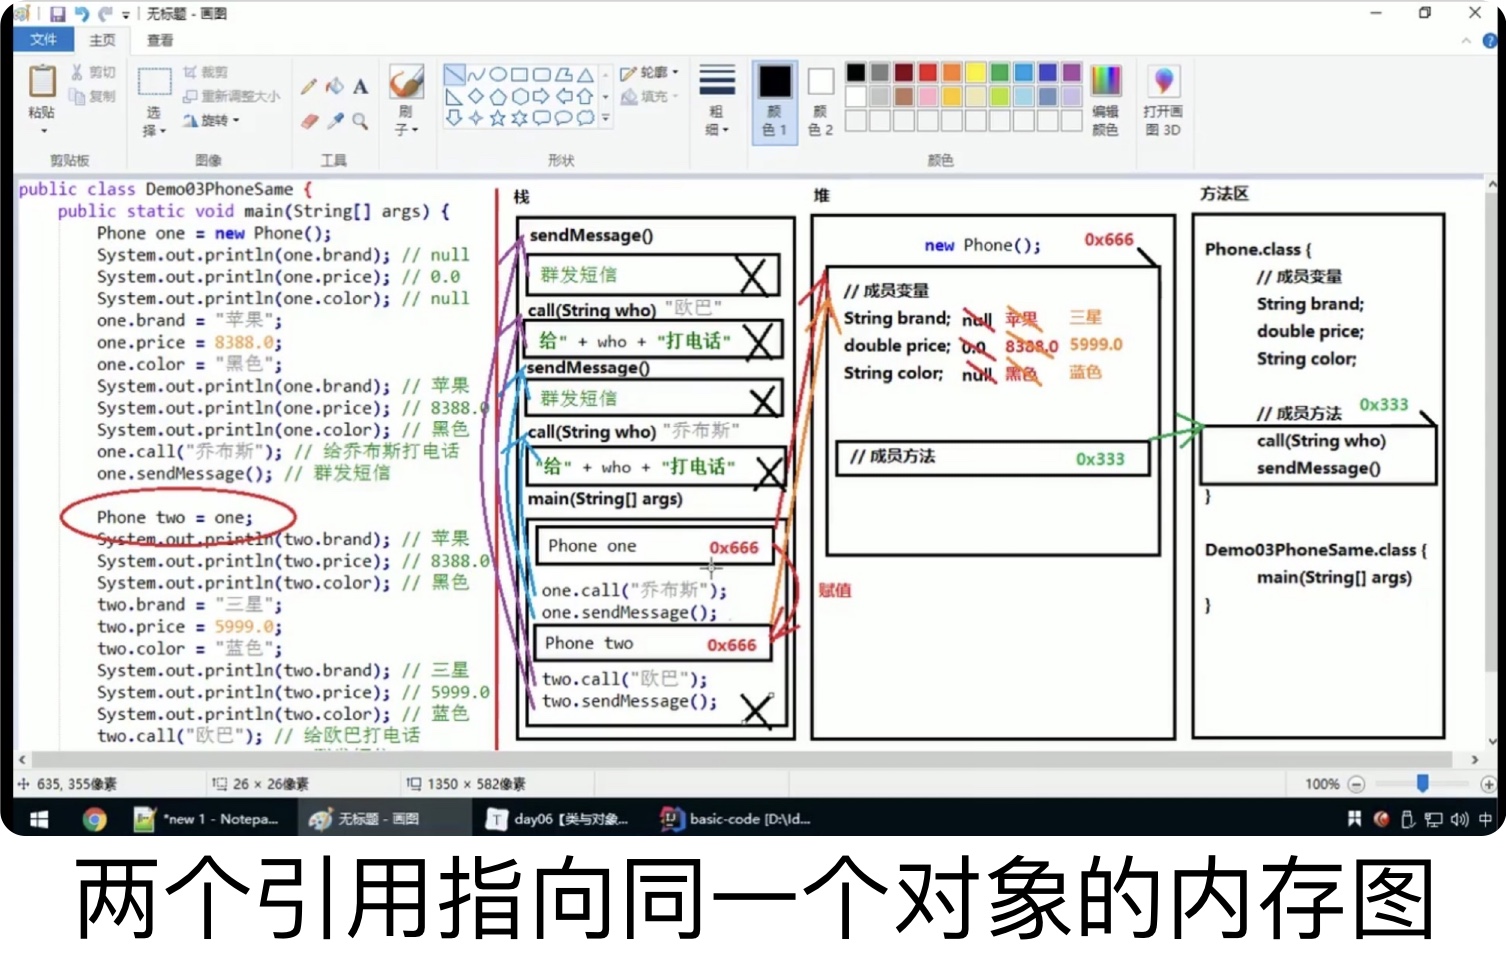 无标题 - 画图
文件 主页 查看
粘贴
剪切
复制
剪贴板
选择
裁剪
重新调整大小
旋转
图像
A
工具
刷子
形状
轮廓
填充
粗细
颜色 1
颜色 2
颜色
编辑颜色
打开画图 3D
public class Demo03PhoneSame {
public static void main(String[] args) {
Phone one = new Phone();
System.out.println(one.brand); // null
System.out.println(one.price); // 0.0
System.out.println(one.color); // null
one.brand = "苹果";
one.price = 8388.0;
one.color = "黑色";
System.out.println(one.brand); // 苹果
System.out.println(one.price); // 8388.0
System.out.println(one.color); // 黑色
one.call("乔布斯"); // 给乔布斯打电话
one.sendMessage(); // 群发短信
Phone two = one;
System.out.println(two.brand); // 苹果
System.out.println(two.price); // 8388.0
System.out.println(two.color); // 黑色
two.brand = "三星";
two.price = 5999.0;
two.color = "蓝色";
System.out.println(two.brand); // 三星
System.out.println(two.price); // 5999.0
System.out.println(two.color); // 蓝色
two.call("欧巴"); // 给欧巴打电话
栈
sendMessage()
群发短信
call(String who) "欧巴"
给" + who + "打电话"
sendMessage()
群发短信
call(String who) "乔布斯"
"给" + who + "打电话"
main(String[] args)
Phone one 0x666
one.call("乔布斯");
one.sendMessage();
Phone two 0x666
two.call("欧巴");
two.sendMessage();
赋值
堆
new Phone(); 0x666
// 成员变量
String brand; null 苹果 三星
double price; 0.0 8388.0 5999.0
String color; null 黑色 蓝色
// 成员方法 0x333
方法区
Phone.class {
// 成员变量
String brand;
double price;
String color;
// 成员方法 0x333
call(String who)
sendMessage()
}
Demo03PhoneSame.class {
main(String[] args)
}
635, 355像素 26 × 26像素 1350 × 582像素 100%
*new 1 - Notepa... 无标题 - 画图 day06【类与对象... basic-code [D:\Id... 中
两个引用指向同一个对象的内存图